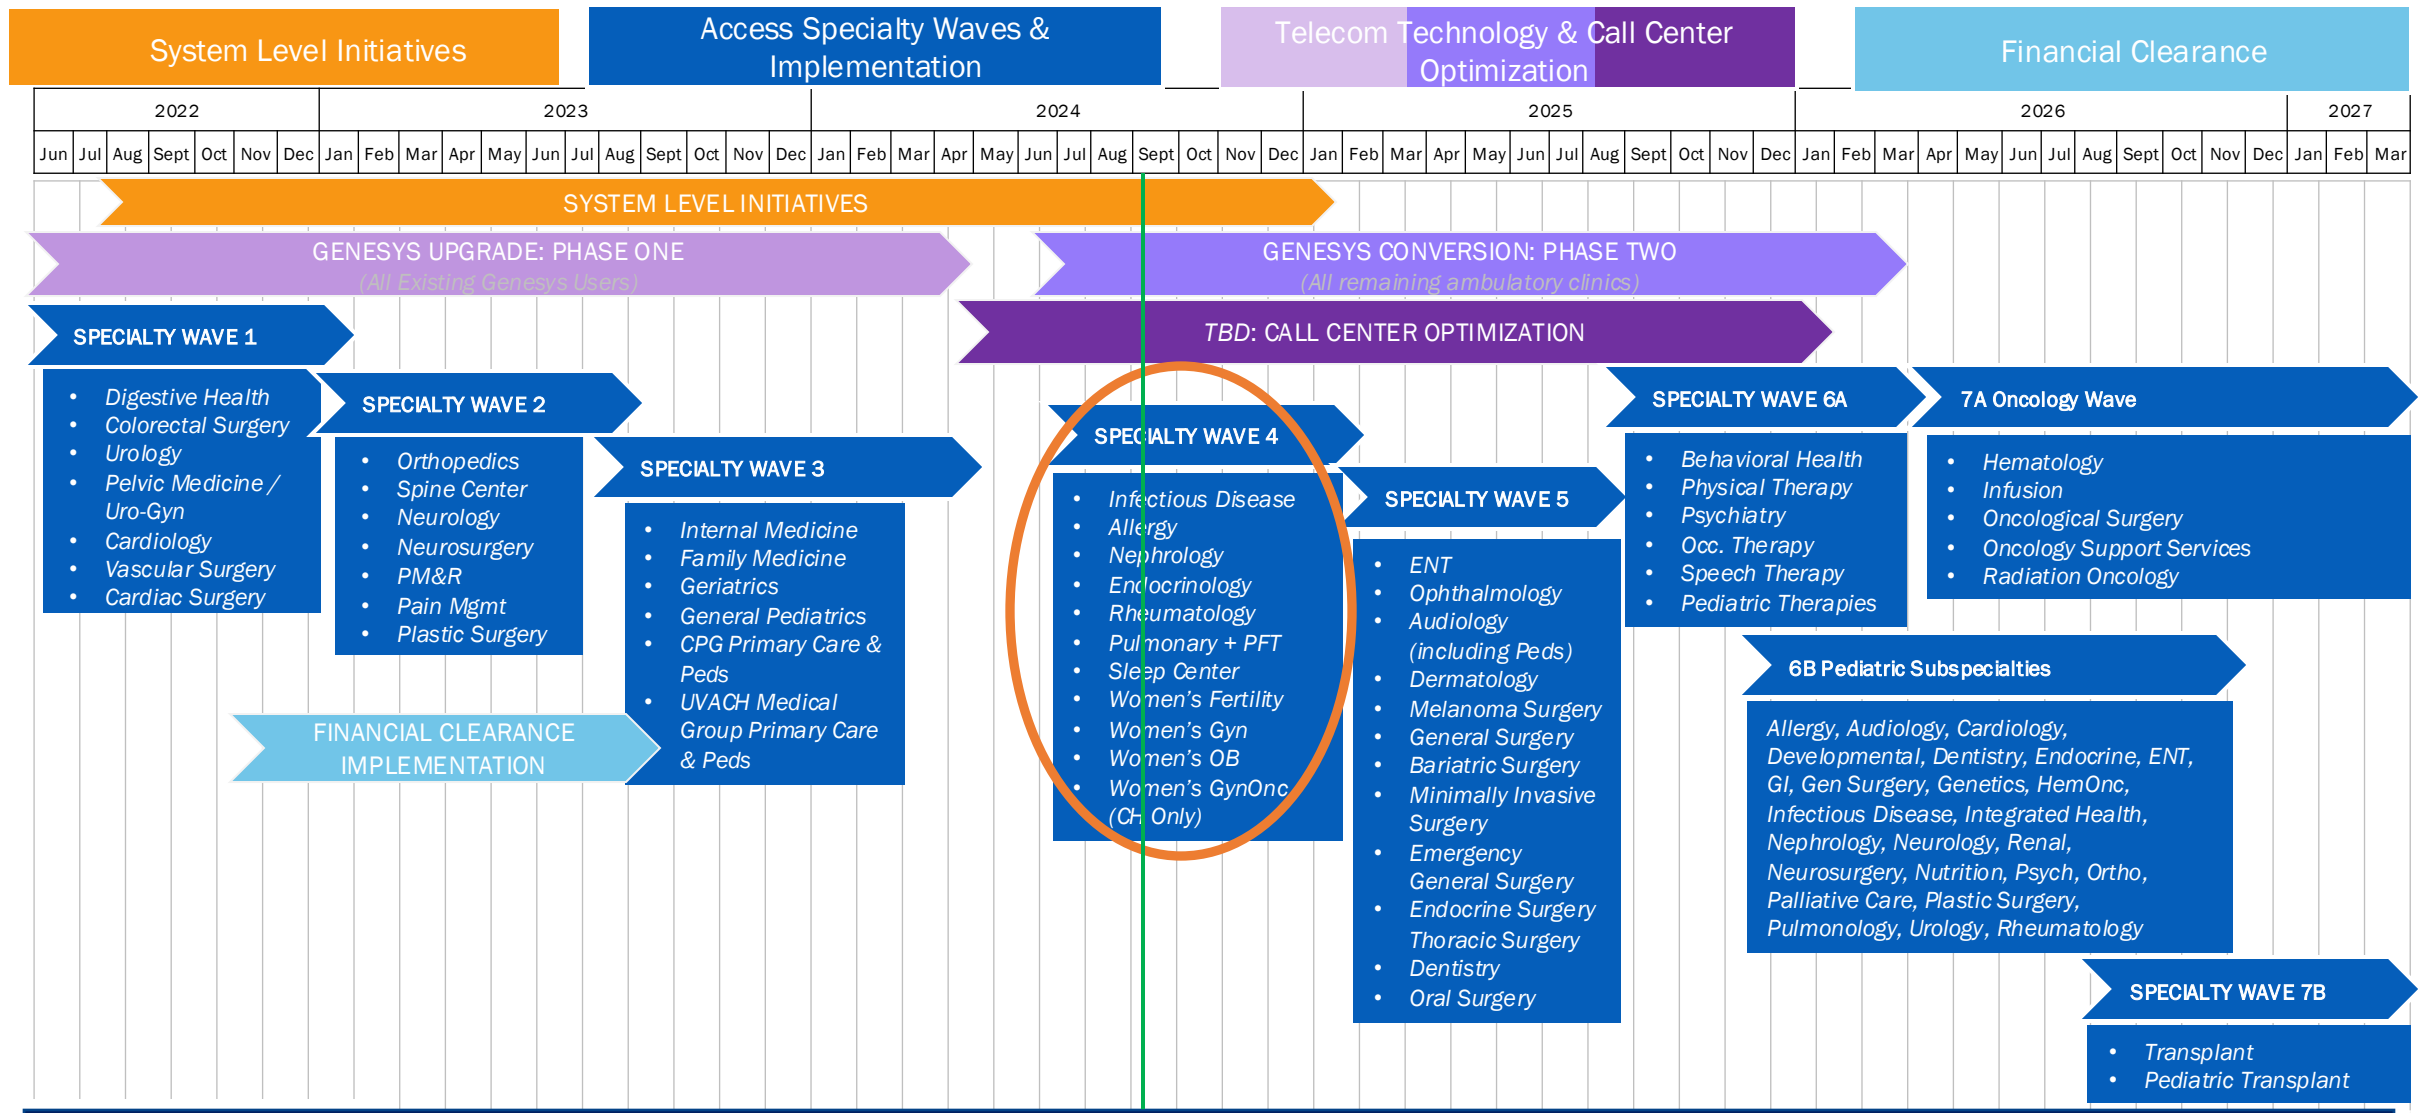 System Level Initiatives
Access Specialty Waves &
Implementation
Telecom Technology & Call Center
Optimization
Financial Clearance
2022
2023
2024
2025
2026
2027
Jun Jul Aug Sept Oct Nov Dec Jan Feb Mar Apr May Jun Jul Aug Sept Oct Nov Dec Jan Feb Mar Apr May Jun Jul Aug Sept Oct Nov Dec Jan Feb Mar Apr May Jun Jul Aug Sept Oct Nov Dec Jan Feb Mar Apr May Jun Jul Aug Sept Oct Nov Dec Jan Feb Mar
SYSTEM LEVEL INITIATIVES
GENESYS UPGRADE: PHASE ONE
(All Existing Genesys Users)
GENESYS CONVERSION: PHASE TWO
(All remaining ambulatory clinics)
TBD: CALL CENTER OPTIMIZATION
SPECIALTY WAVE 1
• Digestive Health
• Colorectal Surgery
• Urology
• Pelvic Medicine /
Uro-Gyn
• Cardiology
• Vascular Surgery
• Cardiac Surgery
SPECIALTY WAVE 2
• Orthopedics
• Spine Center
• Neurology
• Neurosurgery
• PM&R
• Pain Mgmt
• Plastic Surgery
SPECIALTY WAVE 3
• Internal Medicine
• Family Medicine
• Geriatrics
• General Pediatrics
• CPG Primary Care &
Peds
• UVACH Medical
Group Primary Care
& Peds
FINANCIAL CLEARANCE
IMPLEMENTATION
SPECIALTY WAVE 4
• Infectious Disease
• Allergy
• Nephrology
• Endocrinology
• Rheumatology
• Pulmonary + PFT
• Sleep Center
• Women's Fertility
• Women's Gyn
• Women's OB
• Women's GynOnc
(CH Only)
SPECIALTY WAVE 5
• ENT
• Ophthalmology
• Audiology
(including Peds)
• Dermatology
• Melanoma Surgery
• General Surgery
• Bariatric Surgery
• Minimally Invasive
Surgery
• Emergency
General Surgery
• Endocrine Surgery
Thoracic Surgery
• Dentistry
• Oral Surgery
SPECIALTY WAVE 6A
• Behavioral Health
• Physical Therapy
• Psychiatry
• Occ. Therapy
• Speech Therapy
• Pediatric Therapies
7A Oncology Wave
• Hematology
• Infusion
• Oncological Surgery
• Oncology Support Services
• Radiation Oncology
6B Pediatric Subspecialties
Allergy, Audiology, Cardiology,
Developmental, Dentistry, Endocrine, ENT,
GI, Gen Surgery, Genetics, HemOnc,
Infectious Disease, Integrated Health,
Nephrology, Neurology, Renal,
Neurosurgery, Nutrition, Psych, Ortho,
Palliative Care, Plastic Surgery,
Pulmonology, Urology, Rheumatology
SPECIALTY WAVE 7B
• Transplant
• Pediatric Transplant